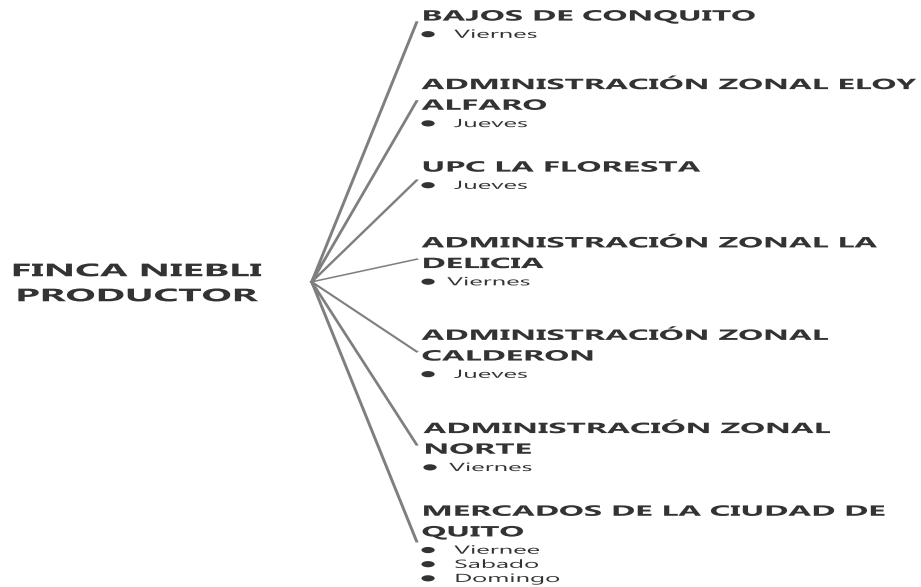 FINCA NIEBLI
PRODUCTOR
BAJOS DE CONQUITO
• Viernes
ADMINISTRACIÓN ZONAL ELOY
ALFARO
• Jueves
UPC LA FLORESTA
• Jueves
ADMINISTRACIÓN ZONAL LA
DELICIA
• Viernes
ADMINISTRACIÓN ZONAL
CALDERON
• Jueves
ADMINISTRACIÓN ZONAL
NORTE
• Viernes
MERCADOS DE LA CIUDAD DE
QUITO
• Viernee
• Sabado
• Domingo